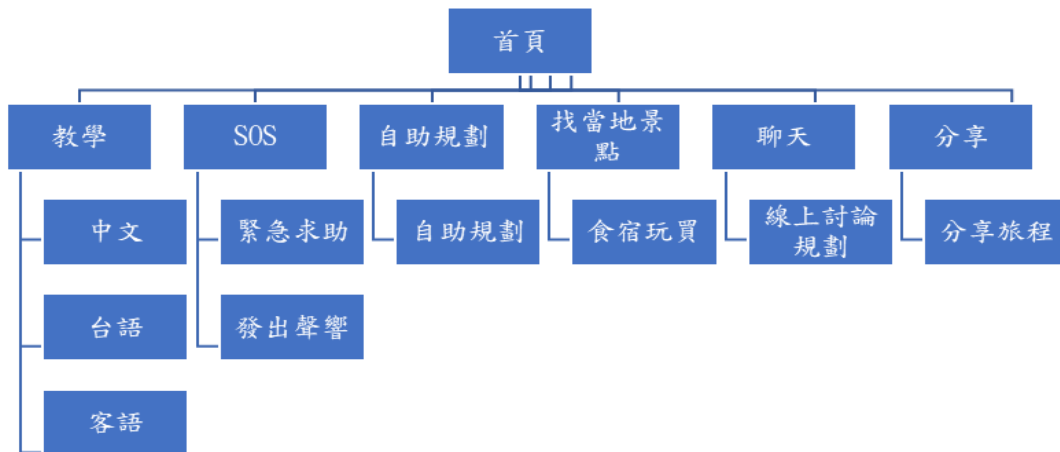 首頁
教學
SOS
自助規劃
找當地景
點
聊天
分享
中文
緊急求助
自助規劃
食宿玩買
線上討論
規劃
分享旅程
台語
發出聲響
客語